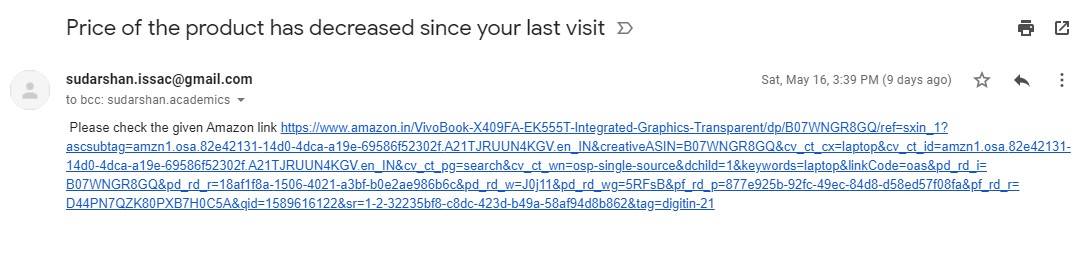 Price of the product has decreased since your last visit
sudarshan.issac@gmail.com
Sat, May 16, 3:39 PM (9 days ago)
to bcc: sudarshan.academics
Please check the given Amazon link https://www.amazon.in/VivoBook-X409FA-EK555T-Integrated-Graphics-Transparent/dp/B07WNGR8GQ/ref=sxin_1?
ascsubtag=amzn1.osa.82e42131-14d0-4dca-a19e-69586f52302f.A21TJRUUN4KGV.en_IN&creativeASIN=B07WNGR8GQ&cv_ct_cx=laptop&cv_ct_id=amzn1.osa.82e42131-
14d0-4dca-a19e-69586f52302f.A21TJRUUN4KGV.en_IN&cv_ct_pg=search&cv_ct_wn=osp-single-source&dchild=1&keywords=laptop&linkCode=oas&pd_rd_i=
B07WNGR8GQ&pd_rd_r=18af1f8a-1506-4021-a3bf-b0e2ae986b6c&pd_rd_w=J0j11&pd_rd_wg=5RFsB&pf_rd_p=877e925b-92fc-49ec-84d8-d58ed57f08fa&pf_rd_r=
D44PN7QZK80PXB7H0C5A&qid=1589616122&sr=1-2-32235bf8-c8dc-423d-b49a-58af94d8b862&tag=digitin-21